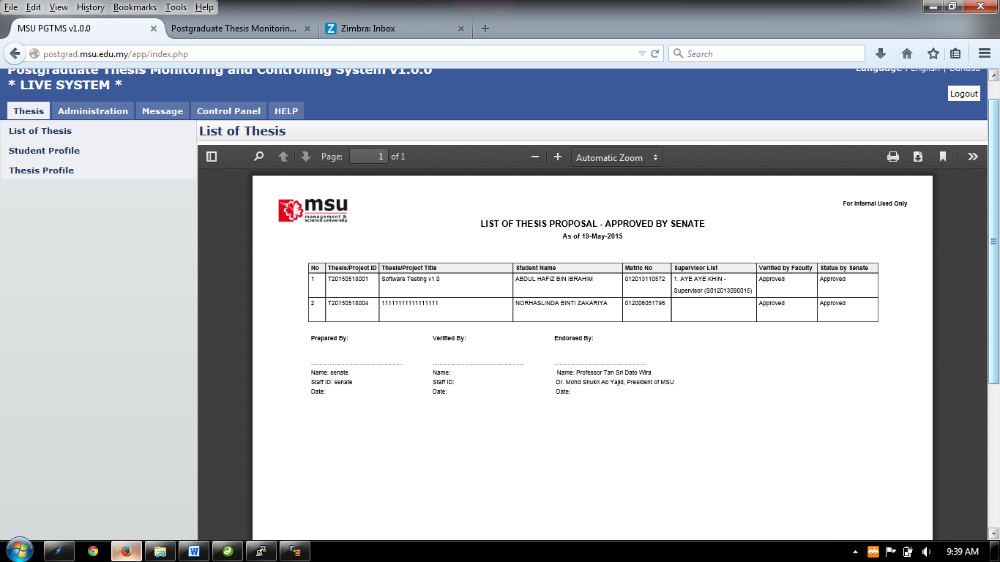 File Edit View History Bookmarks Tools Help
MSU PGTMS v1.0.0
Postgraduate Thesis Monitorin...
Zimbra: Inbox
postgrad.msu.edu.my/app/index.php
Search
Postgraduate Thesis Monitoring and Controlling System v1.0.0
Language : English | Bahasa
* LIVE SYSTEM *
Logout
Thesis Administration Message Control Panel HELP
List of Thesis
Student Profile
Thesis Profile
List of Thesis
Page: 1 of 1
Automatic Zoom
msu
management &
science university
For Internal Used Only
LIST OF THESIS PROPOSAL - APPROVED BY SENATE
As of 19-May-2015
No Thesis/Project ID Thesis/Project Title Student Name Matric No Supervisor List Verified by Faculty Status by Senate
1 T20150518001 Software Testing v1.0 ABDUL HAFIZ BIN IBRAHIM 012013110572 1. AYE AYE KHIN - Approved Approved
Supervisor (S012013090015)
2 T20150518004 11111111111111111 NORHASLINDA BINTI ZAKARIYA 012006051796 Approved Approved
Prepared By: Verified By: Endorsed By:
Name: senate Name: Name: Professor Tan Sri Dato Wira
Staff ID: senate Staff ID: Dr. Mohd Shukri Ab Yajid, President of MSU
Date: Date: Date:
9:39 AM